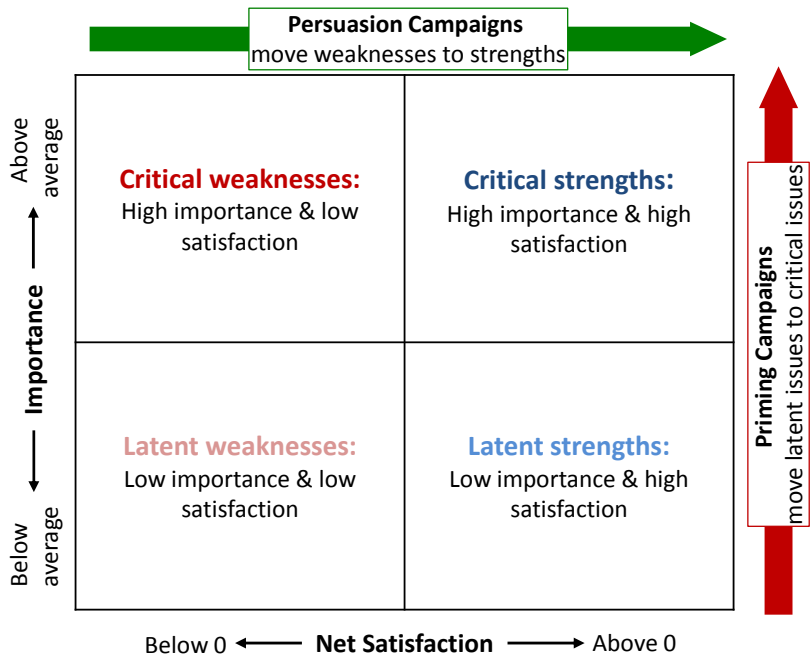 Persuasion Campaigns
move weaknesses to strengths
Above
average
Importance
Below
average
Critical weaknesses:
High importance & low
satisfaction
Critical strengths:
High importance & high
satisfaction
Latent weaknesses:
Low importance & low
satisfaction
Latent strengths:
Low importance & high
satisfaction
Priming Campaigns
move latent issues to critical issues
Below 0
Net Satisfaction
Above 0